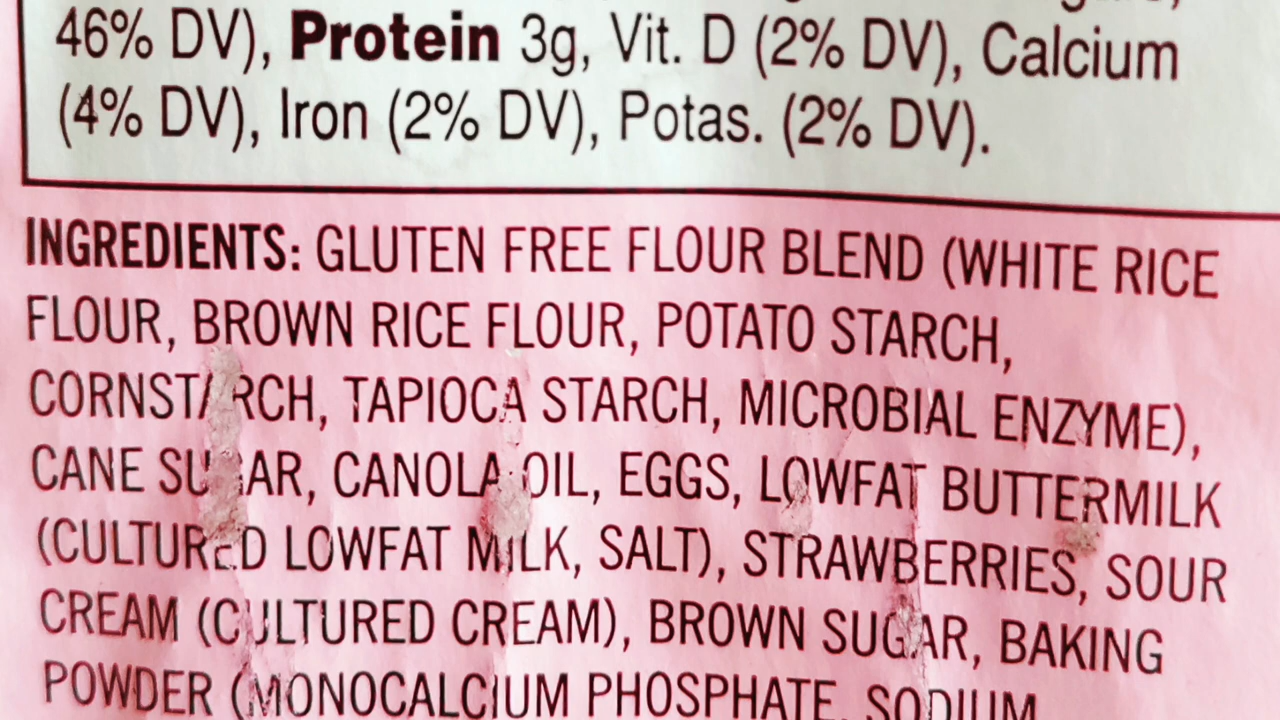 46% DV), Protein 3g, Vit. D (2% DV), Calcium
(4% DV), Iron (2% DV), Potas. (2% DV).
INGREDIENTS: GLUTEN FREE FLOUR BLEND (WHITE RICE
FLOUR, BROWN RICE FLOUR, POTATO STARCH,
CORNSTARCH, TAPIOCA STARCH, MICROBIAL ENZYME),
CANE SUGAR, CANOLA OIL, EGGS, LOWFAT BUTTERMILK
(CULTURED LOWFAT MILK, SALT), STRAWBERRIES, SOUR
CREAM (CULTURED CREAM), BROWN SUGAR, BAKING
POWDER (MONOCALCIUM PHOSPHATE, SODIUM